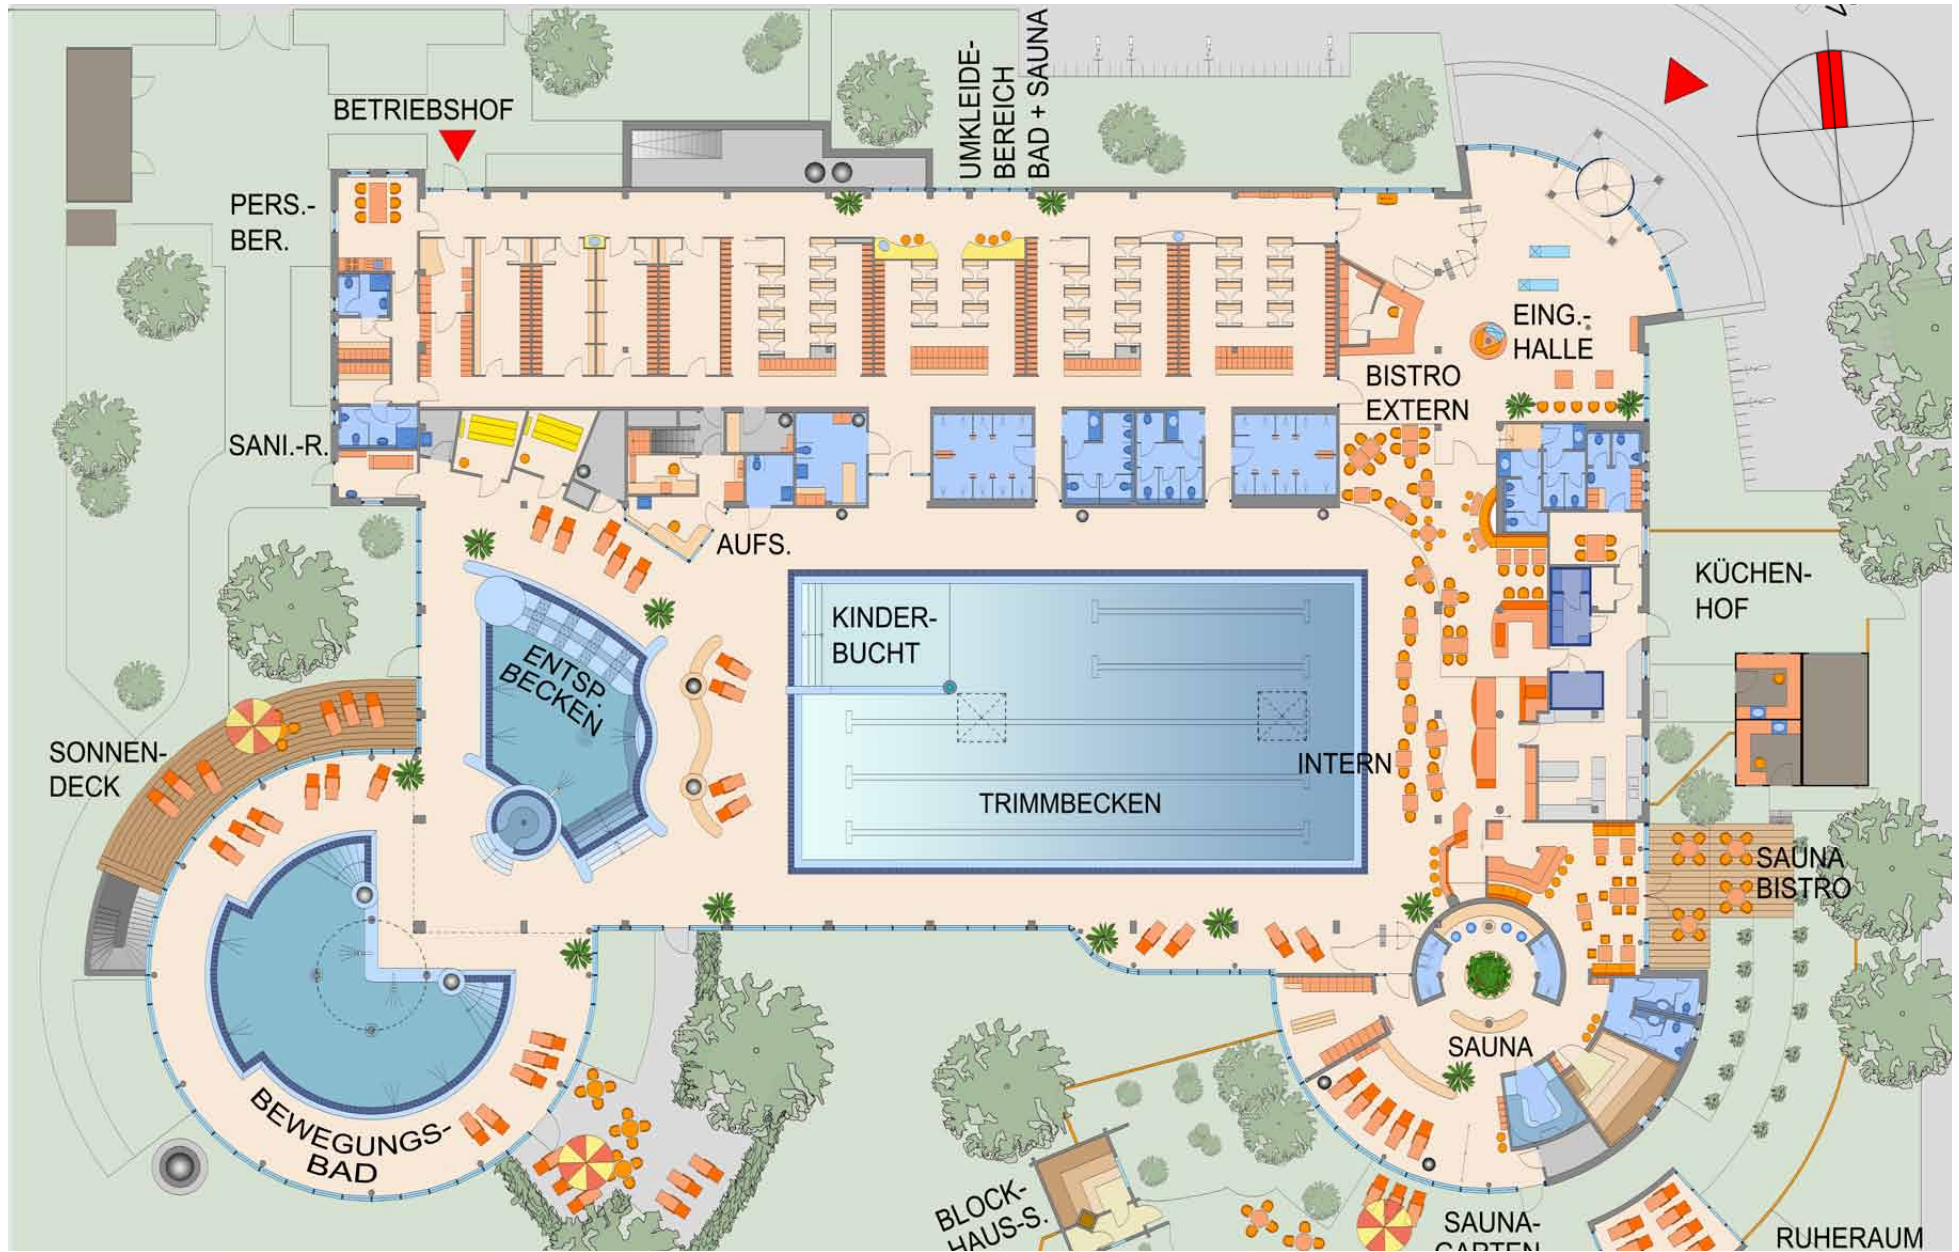 BETRIEBSHOF
UMKLEIDE-
BEREICH
BAD + SAUNA
PERS.-
BER.
EING.-
HALLE
BISTRO
EXTERN
SANI.-R.
AUFS.
KÜCHEN-
HOF
KINDER-
BUCHT
ENTSP.
BECKEN
SONNEN-
DECK
INTERN
TRIMMBECKEN
SAUNA
BISTRO
SAUNA
BEWEGUNGS-
BAD
BLOCK-
HAUS-S.
SAUNA-
GARTEN
RUHERAUM